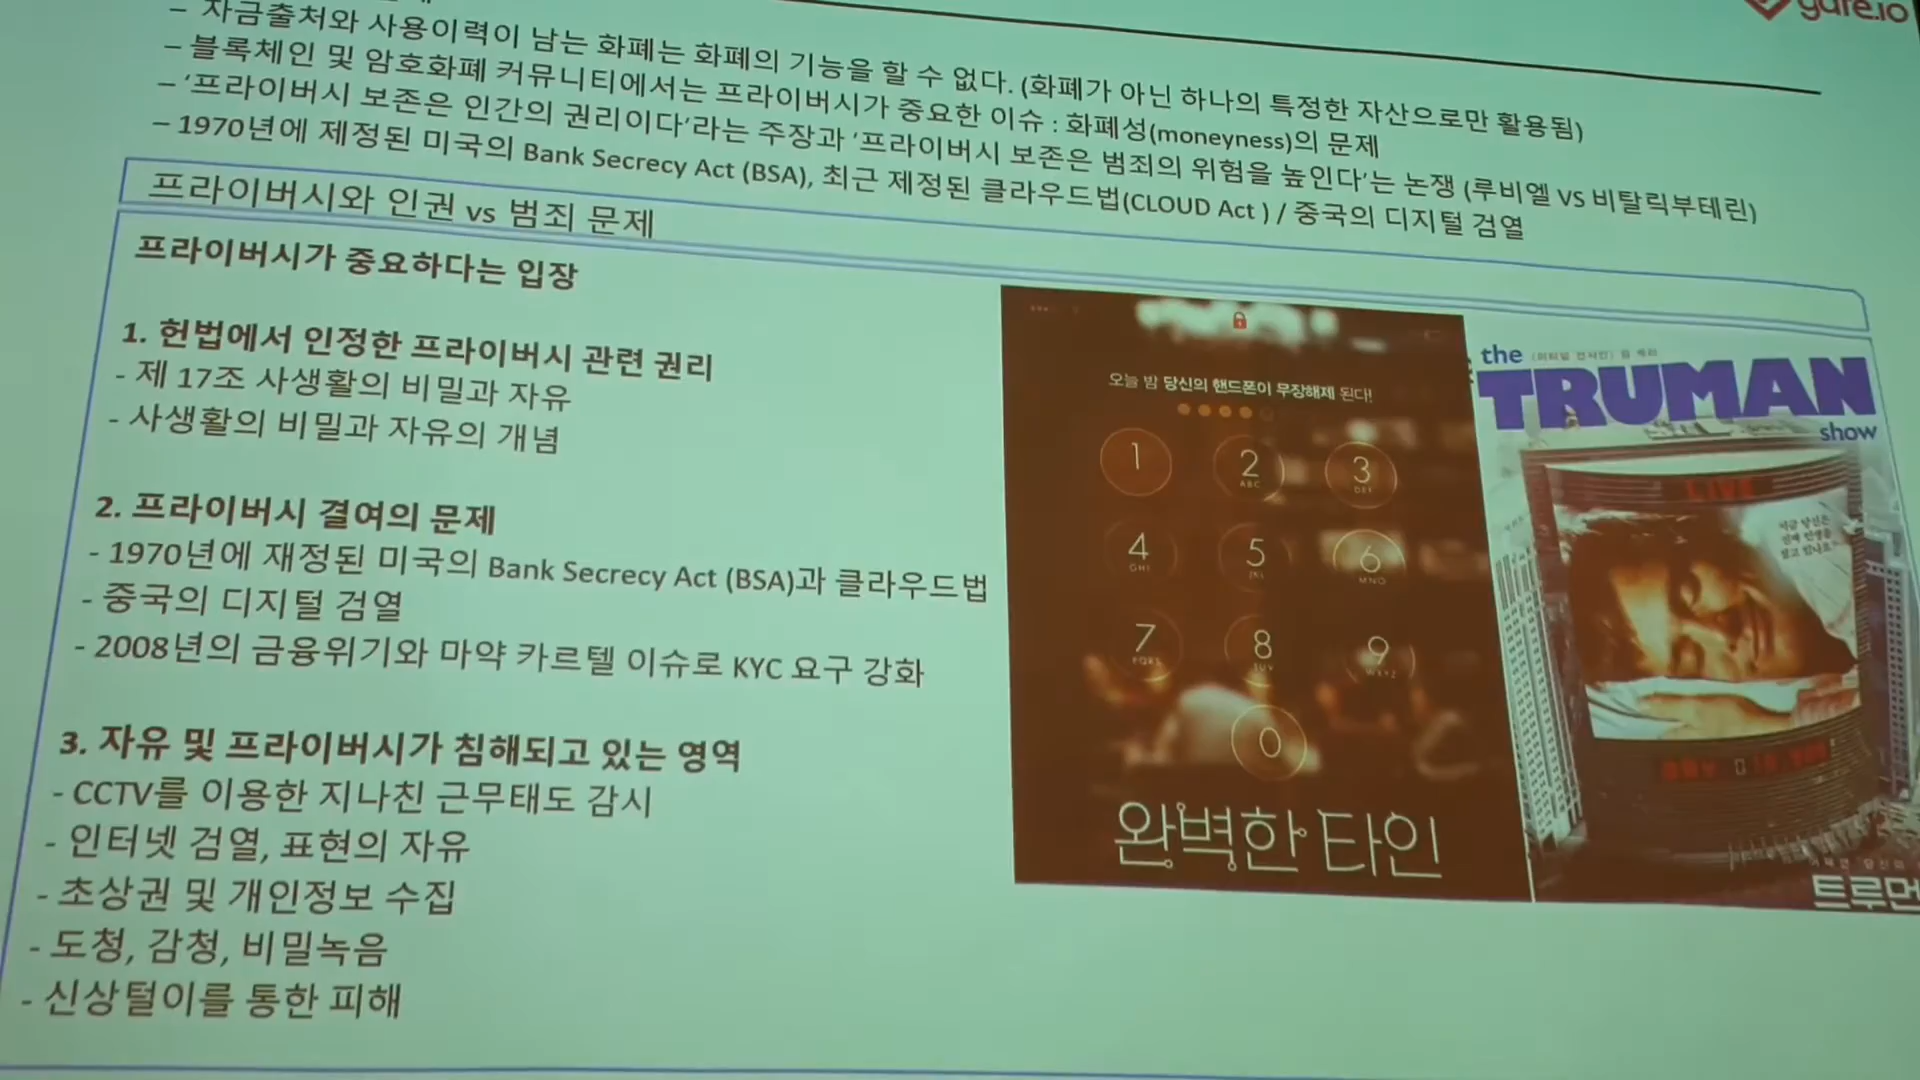 gate.io
- 자금출처와 사용이력이 남는 화폐는 화폐의 기능을 할 수 없다. (화폐가 아닌 하나의 특정한 자산으로만 활용됨)
- 블록체인 및 암호화폐 커뮤니티에서는 프라이버시가 중요한 이슈 : 화폐성(moneyness)의 문제
- '프라이버시 보존은 인간의 권리이다'라는 주장과 '프라이버시 보존은 범죄의 위험을 높인다'는 논쟁 (루비엘 vs 비탈릭부테린)
- 1970년에 제정된 미국의 Bank Secrecy Act (BSA), 최근 제정된 클라우드법(CLOUD Act ) / 중국의 디지털 검열
프라이버시와 인권 vs 범죄 문제
프라이버시가 중요하다는 입장
1. 헌법에서 인정한 프라이버시 관련 권리
- 제 17조 사생활의 비밀과 자유
- 사생활의 비밀과 자유의 개념
2. 프라이버시 결여의 문제
- 1970년에 재정된 미국의 Bank Secrecy Act (BSA)과 클라우드법
- 중국의 디지털 검열
- 2008년의 금융위기와 마약 카르텔 이슈로 KYC 요구 강화
3. 자유 및 프라이버시가 침해되고 있는 영역
- CCTV를 이용한 지나친 근무태도 감시
- 인터넷 검열, 표현의 자유
- 초상권 및 개인정보 수집
- 도청, 감청, 비밀녹음
- 신상털이를 통한 피해
오늘 밤 당신의 핸드폰이 무장해제 된다!
1 2 3
ABC DEF
4 5 6
GHI JKL MNO
7 8 9
PQRS TUV WXYZ
0
완벽한 타인
the
TRUMAN
show
LIVE
지금 당신은
진짜 인생을
살고 있나요?
트루먼